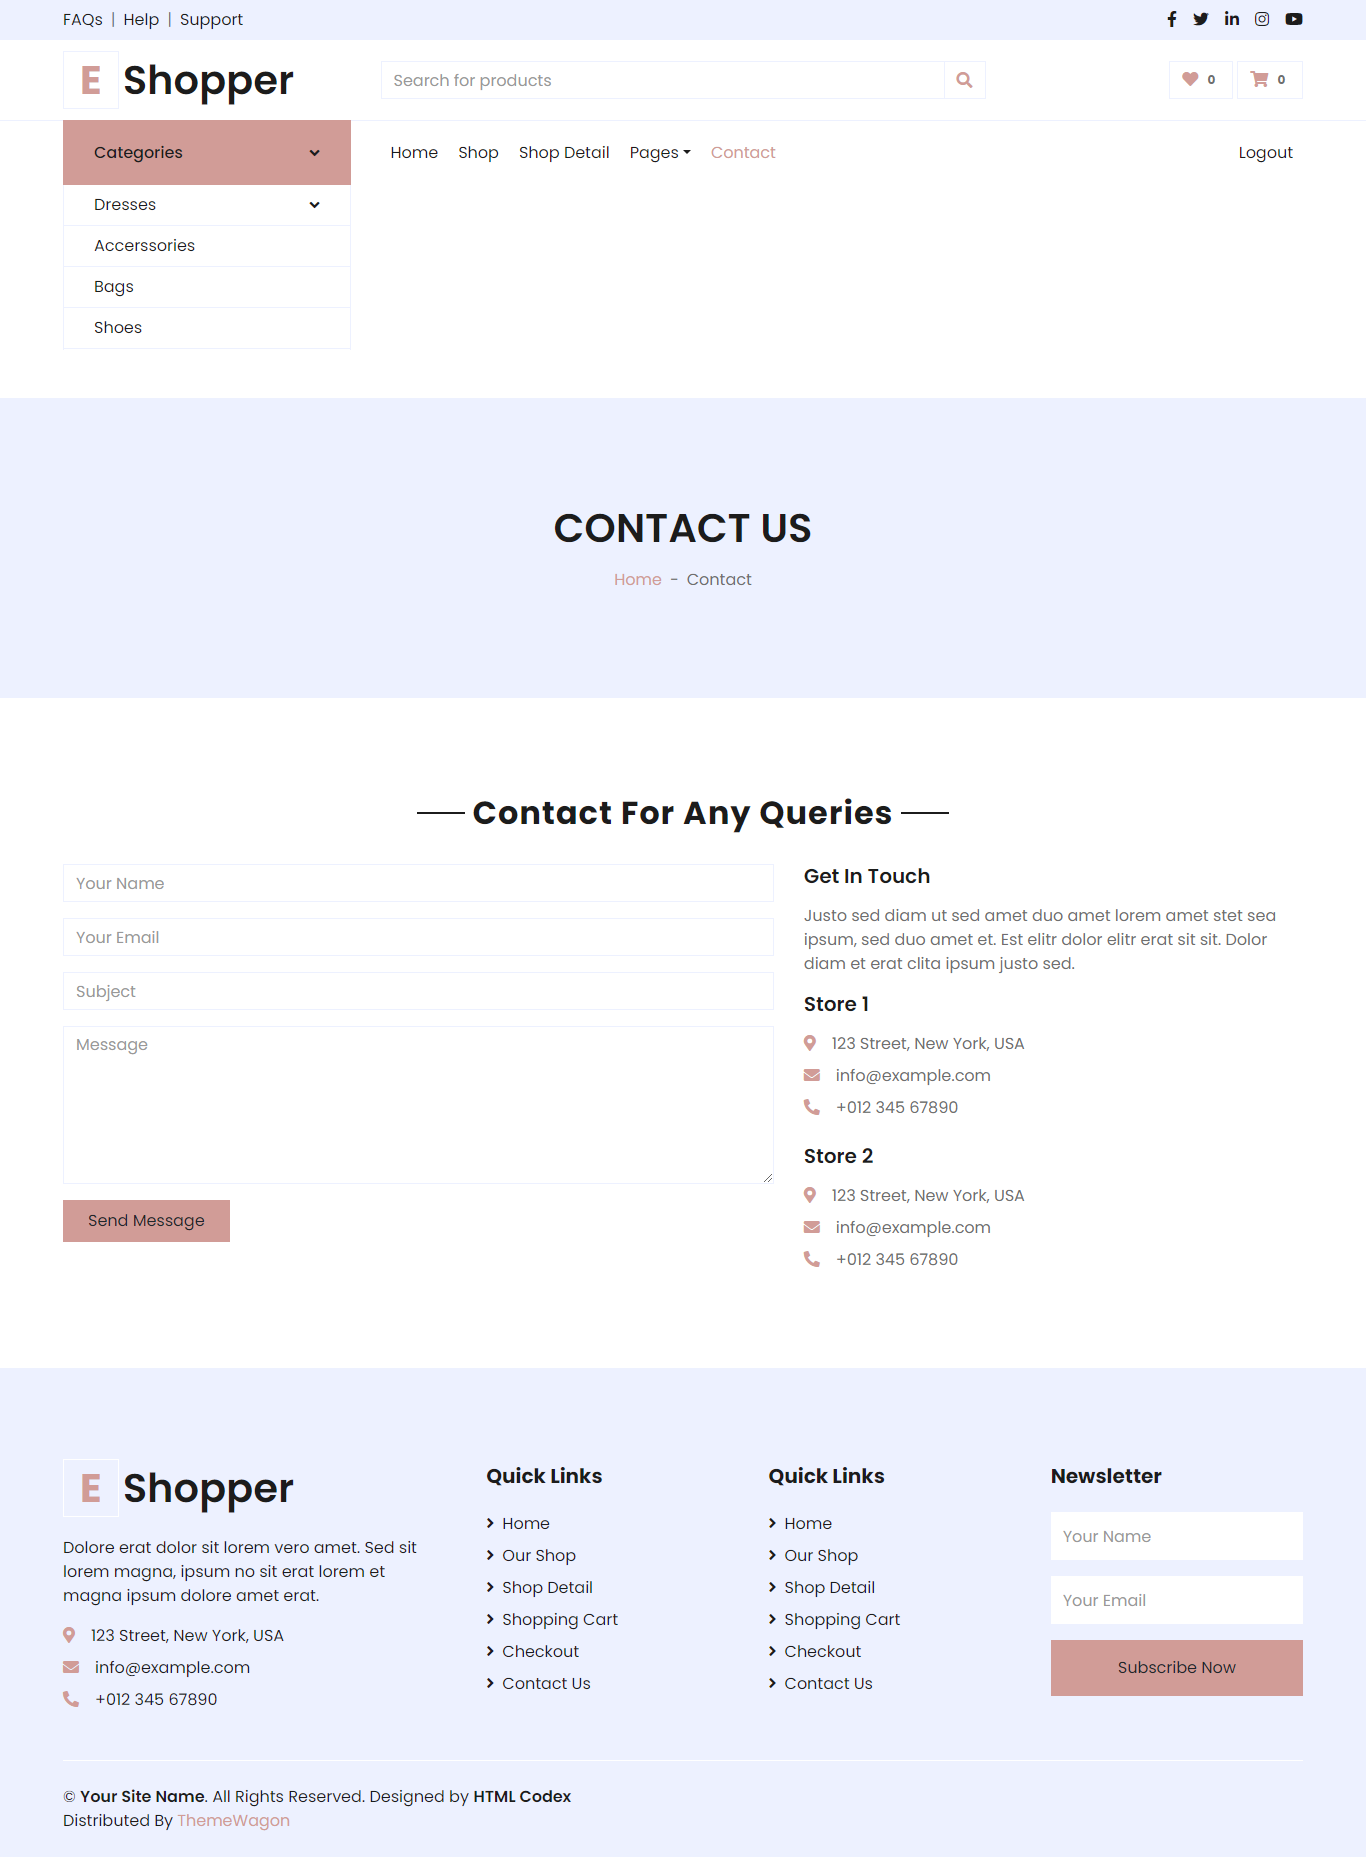 FAQs | Help | Support
E Shopper
Search for products
0
0
Categories
Home Shop Shop Detail Pages Contact
Logout
Dresses
Accerssories
Bags
Shoes
CONTACT US
Home - Contact
Contact For Any Queries
Your Name
Your Email
Subject
Message
Send Message
Get In Touch
Justo sed diam ut sed amet duo amet lorem amet stet sea
ipsum, sed duo amet et. Est elitr dolor elitr erat sit sit. Dolor
diam et erat clita ipsum justo sed.
Store 1
123 Street, New York, USA
info@example.com
+012 345 67890
Store 2
123 Street, New York, USA
info@example.com
+012 345 67890
E Shopper
Dolore erat dolor sit lorem vero amet. Sed sit
lorem magna, ipsum no sit erat lorem et
magna ipsum dolore amet erat.
123 Street, New York, USA
info@example.com
+012 345 67890
Quick Links
Home
Our Shop
Shop Detail
Shopping Cart
Checkout
Contact Us
Quick Links
Home
Our Shop
Shop Detail
Shopping Cart
Checkout
Contact Us
Newsletter
Your Name
Your Email
Subscribe Now
© Your Site Name. All Rights Reserved. Designed by HTML Codex
Distributed By ThemeWagon